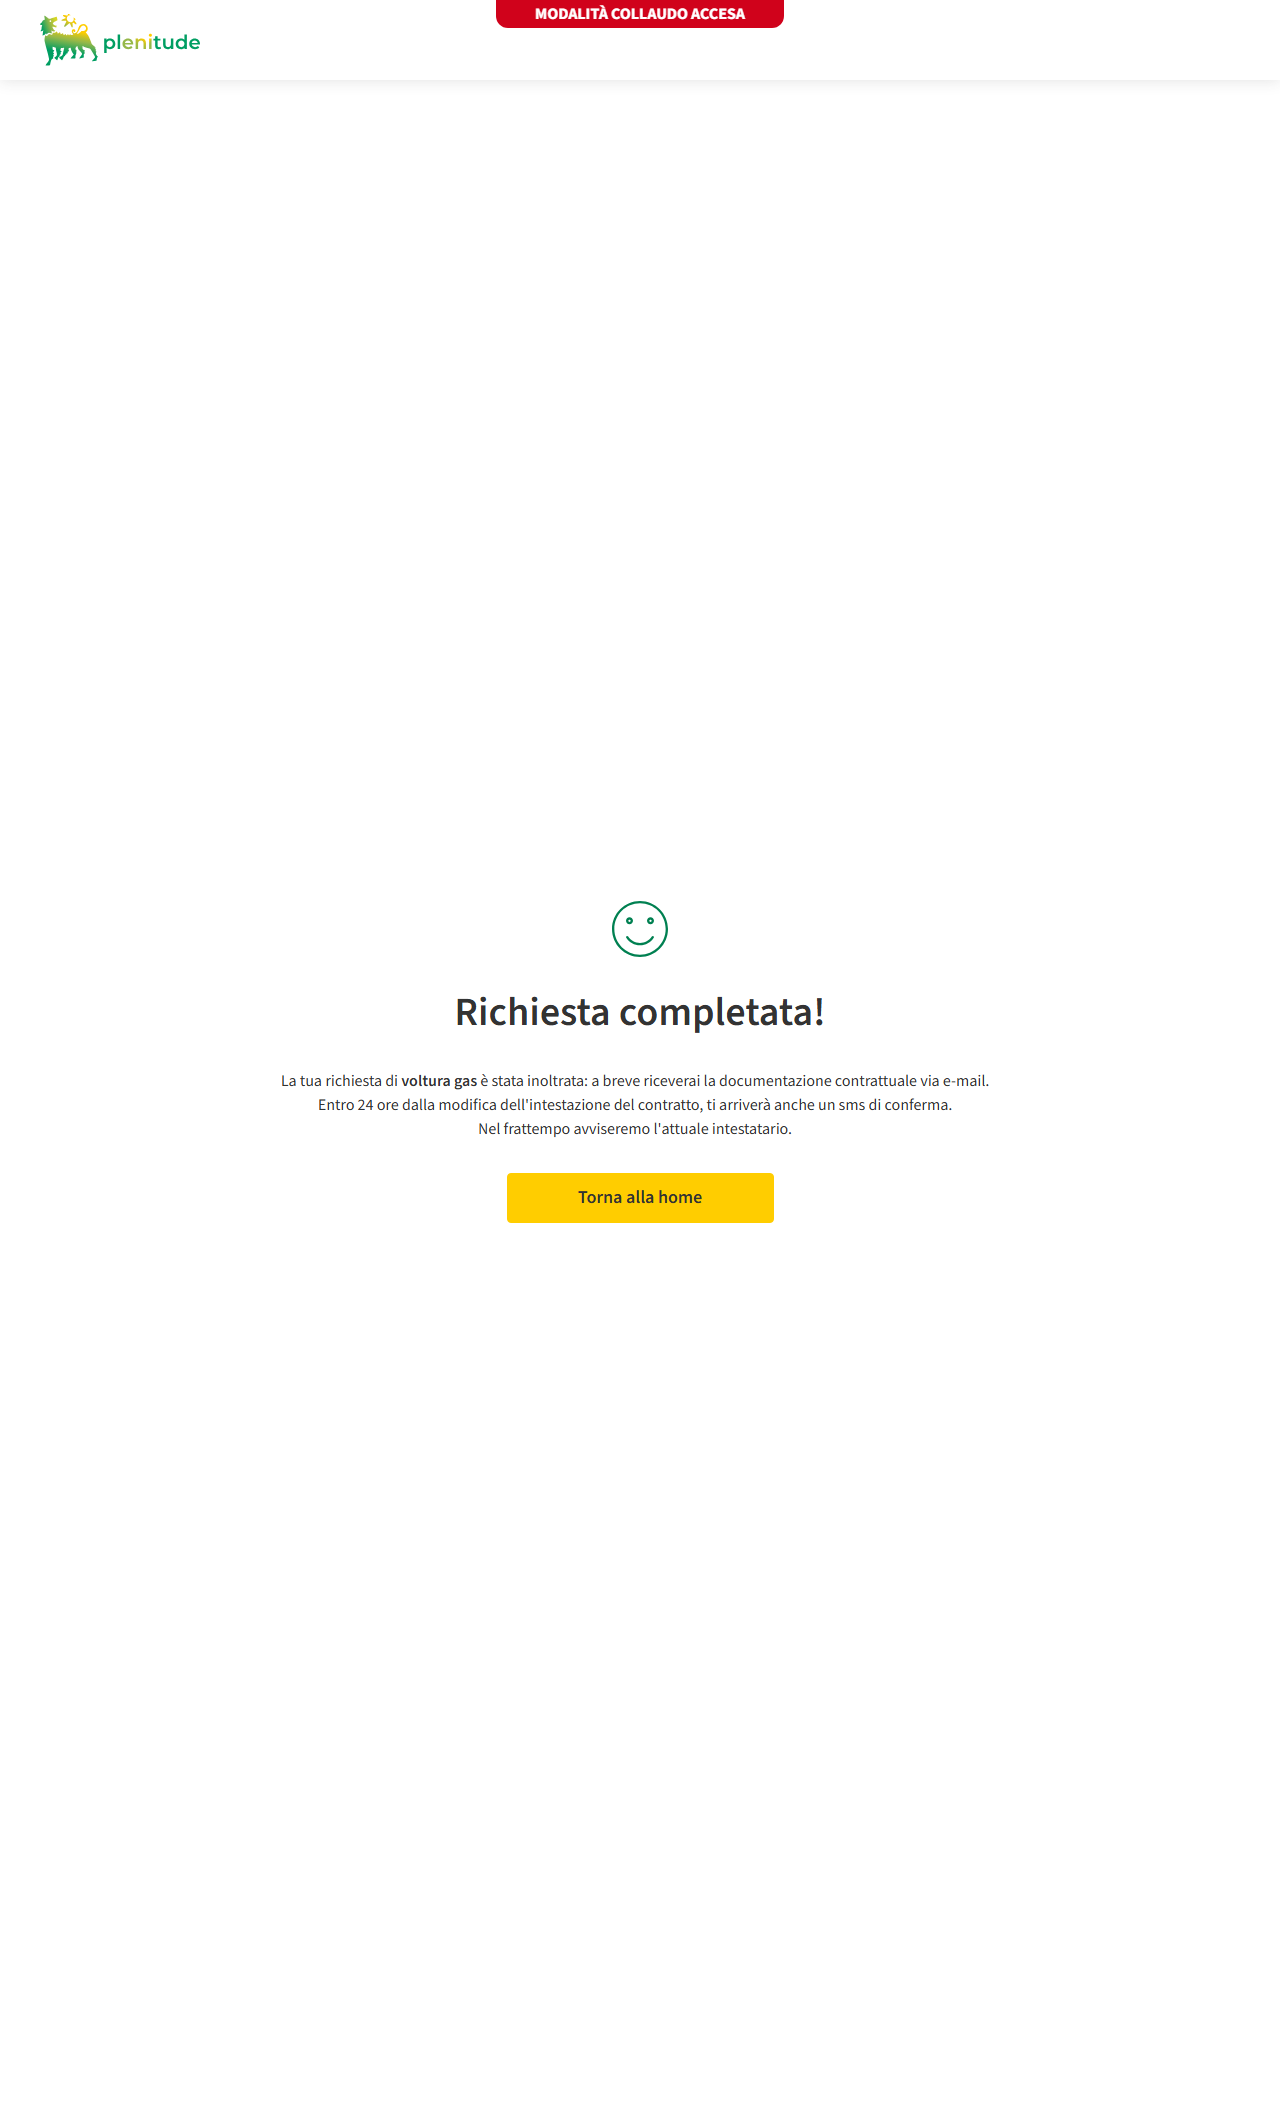 MODALITÀ COLLAUDO ACCESA
plenitude
Richiesta completata!
La tua richiesta di voltura gas è stata inoltrata: a breve riceverai la documentazione contrattuale via e-mail.
Entro 24 ore dalla modifica dell'intestazione del contratto, ti arriverà anche un sms di conferma.
Nel frattempo avviseremo l'attuale intestatario.
Torna alla home